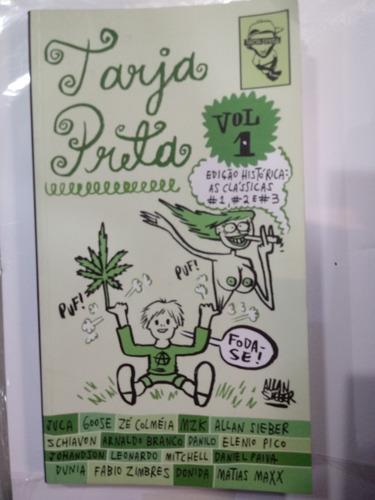 Tarja
Preta
VOL
1
EDIÇÃO HISTÓRICA:
AS CLÁSSICAS
#1, #2 E #3
PUF!
PUF!
FODA-
SE!
ALLAN
SIEBER
JUCA GOOSE ZÉ COLMÉIA MZK ALLAN SIEBER
SCHIAVON ARNALDO BRANCO DANILO ELENIO PICO
JOHANDSON LEONARDO MITCHELL DANIEL PAIVA
DUNIA FABIO ZIMBRES DONIDA MATIAS MAXX